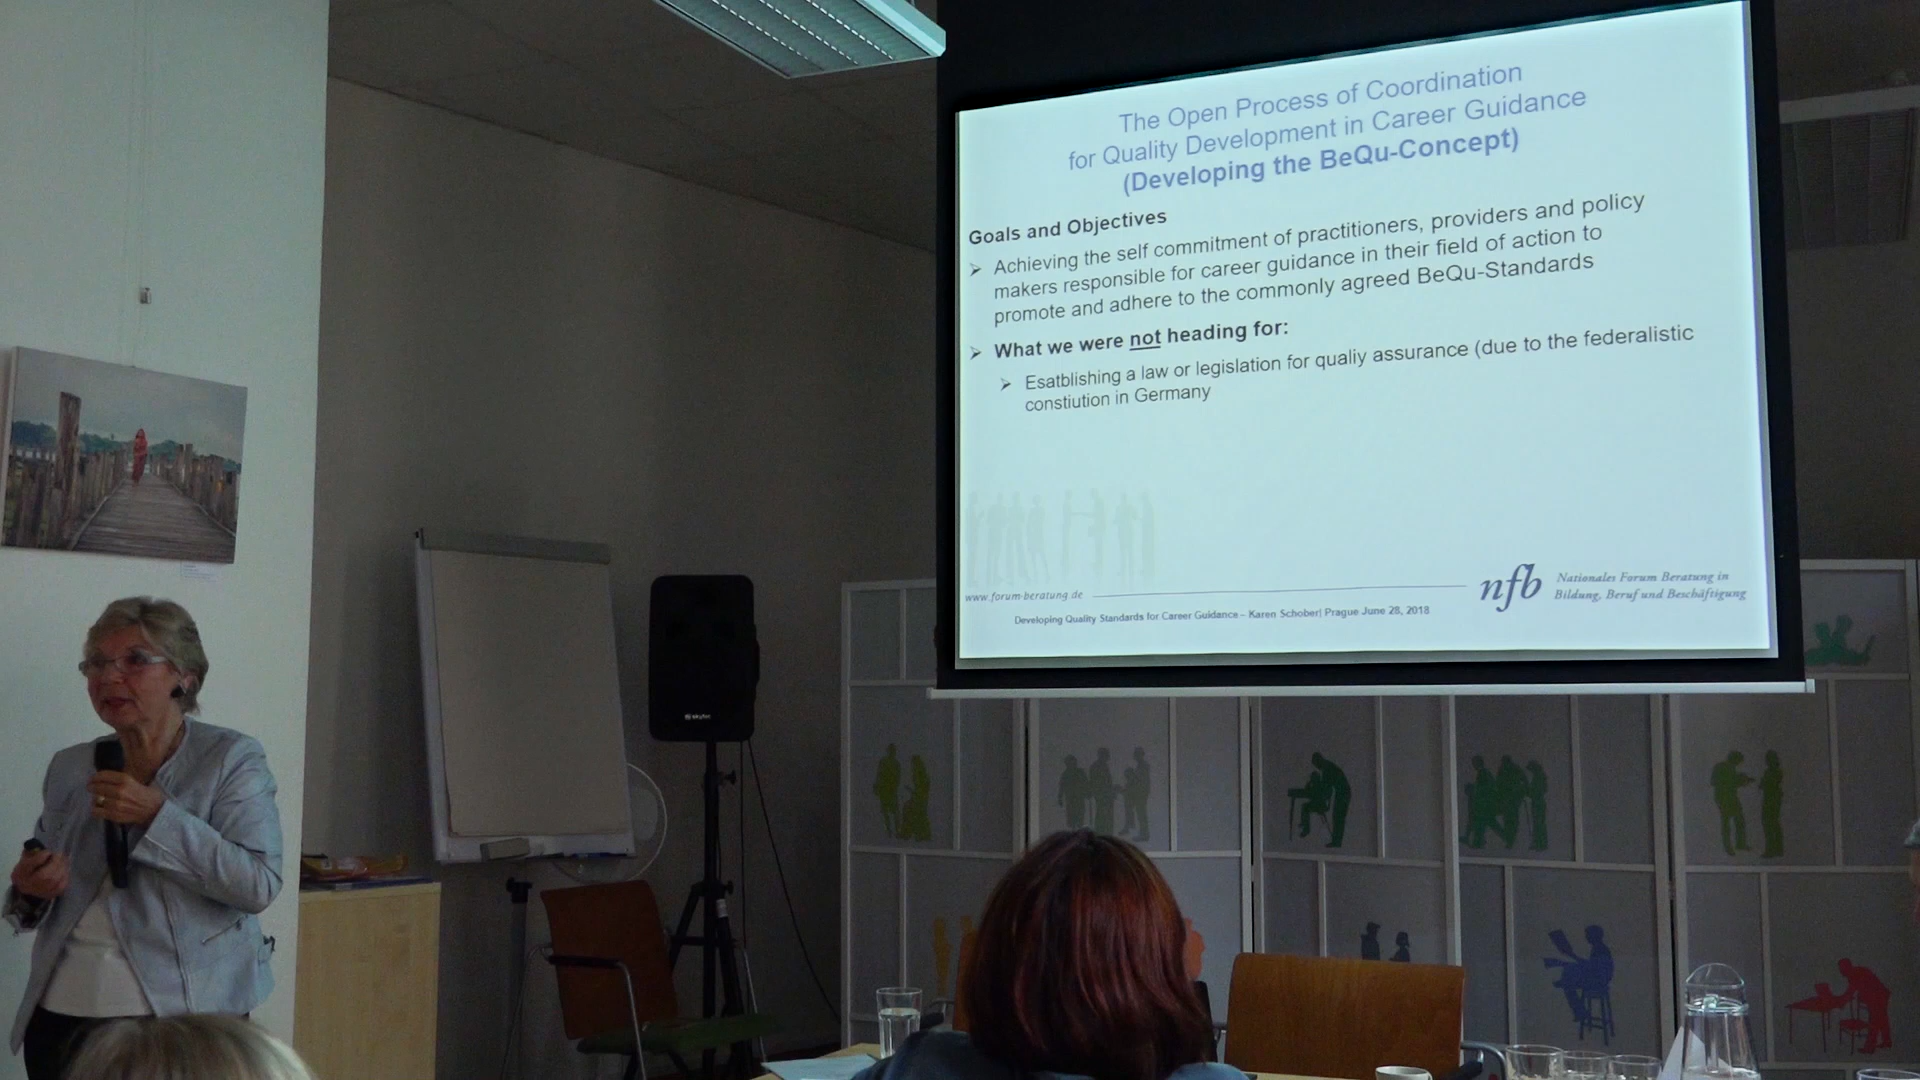 The Open Process of Coordination
for Quality Development in Career Guidance
(Developing the BeQu-Concept)
Goals and Objectives
Achieving the self commitment of practitioners, providers and policy
makers responsible for career guidance in their field of action to
promote and adhere to the commonly agreed BeQu-Standards
What we were not heading for:
Esatblishing a law or legislation for qualiy assurance (due to the federalistic
constiution in Germany
www.forum-beratung.de
nfb
Nationales Forum Beratung in
Bildung, Beruf und Beschäftigung
Developing Quality Standards for Career Guidance – Karen Schober| Prague June 28, 2018